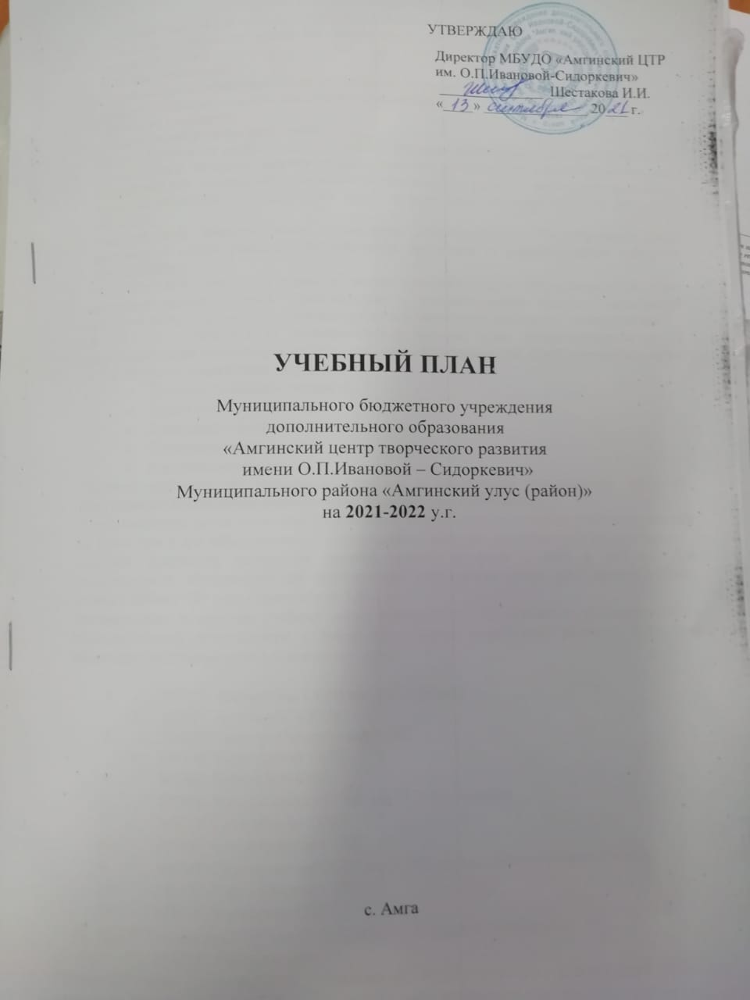 УТВЕРЖДАЮ
Директор МБУДО «Амгинский ЦТР
им. О.П.Ивановой-Сидоркевич»
Шестакова И.И.
«13» сентября 2021 г.
УЧЕБНЫЙ ПЛАН
Муниципального бюджетного учреждения
дополнительного образования
«Амгинский центр творческого развития
имени О.П.Ивановой – Сидоркевич»
Муниципального района «Амгинский улус (район)»
на 2021-2022 у.г.
с. Амга